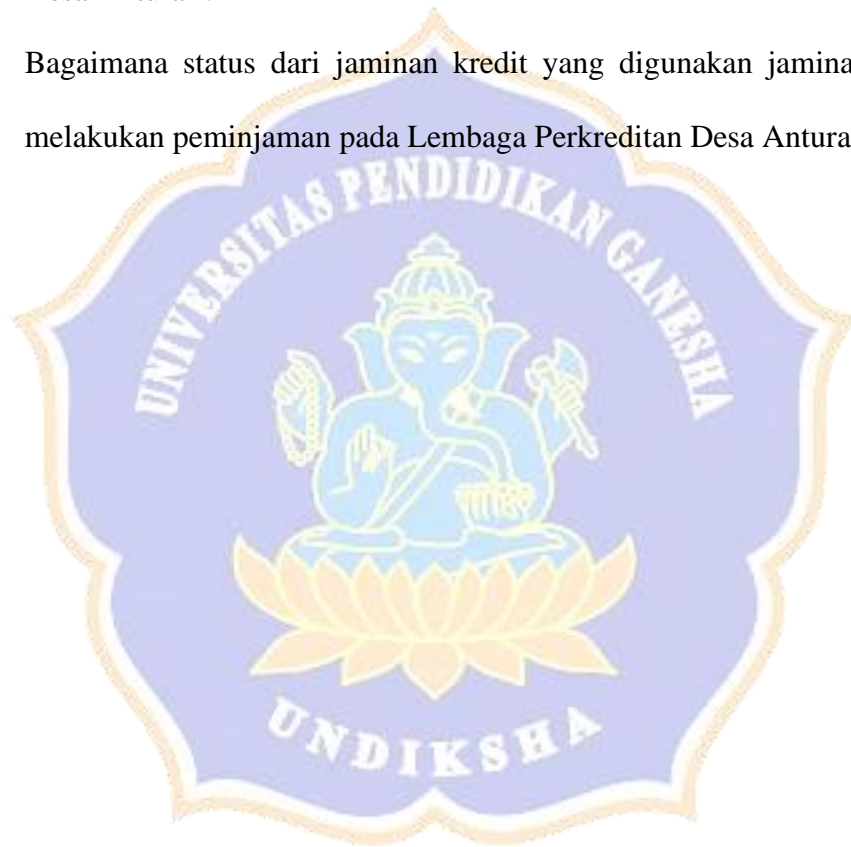 Bagaimana status dari jaminan kredit yang digunakan jamina
melakukan peminjaman pada Lembaga Perkreditan Desa Antura
UNIVERSITAS PENDIDIKAN GANESHA
UNDIKSHA